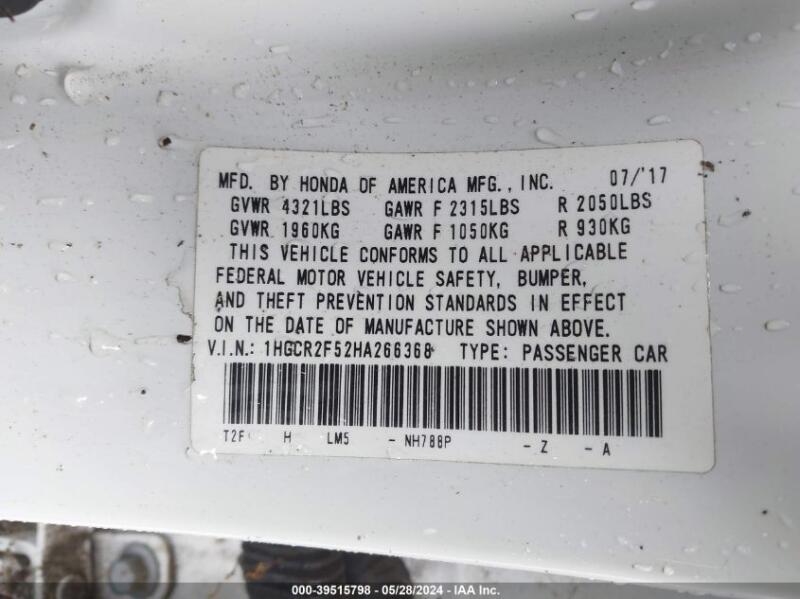 MFD. BY HONDA OF AMERICA MFG., INC. 07/'17
GVWR 4321LBS GAWR F 2315LBS R 2050LBS
GVWR 1960KG GAWR F 1050KG R 930KG
THIS VEHICLE CONFORMS TO ALL APPLICABLE
FEDERAL MOTOR VEHICLE SAFETY, BUMPER,
AND THEFT PREVENTION STANDARDS IN EFFECT
ON THE DATE OF MANUFACTURE SHOWN ABOVE.
V.I.N.: 1HGCR2F52HA266368 TYPE: PASSENGER CAR
T2F H LM5 - NH788P - Z - A
000-39515798 - 05/28/2024 - IAA Inc.